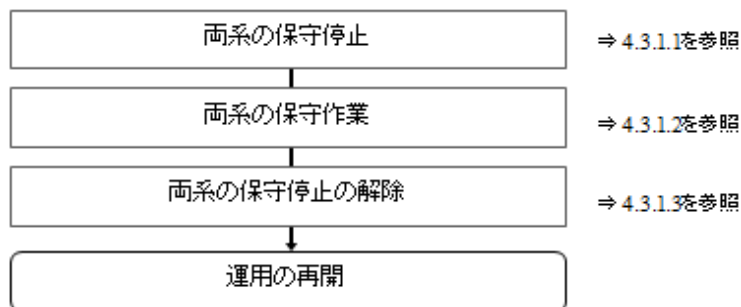 両系の保守停止 ⇒ 4.3.1.1を参照
両系の保守作業 ⇒ 4.3.1.2を参照
両系の保守停止の解除 ⇒ 4.3.1.3を参照
運用の再開